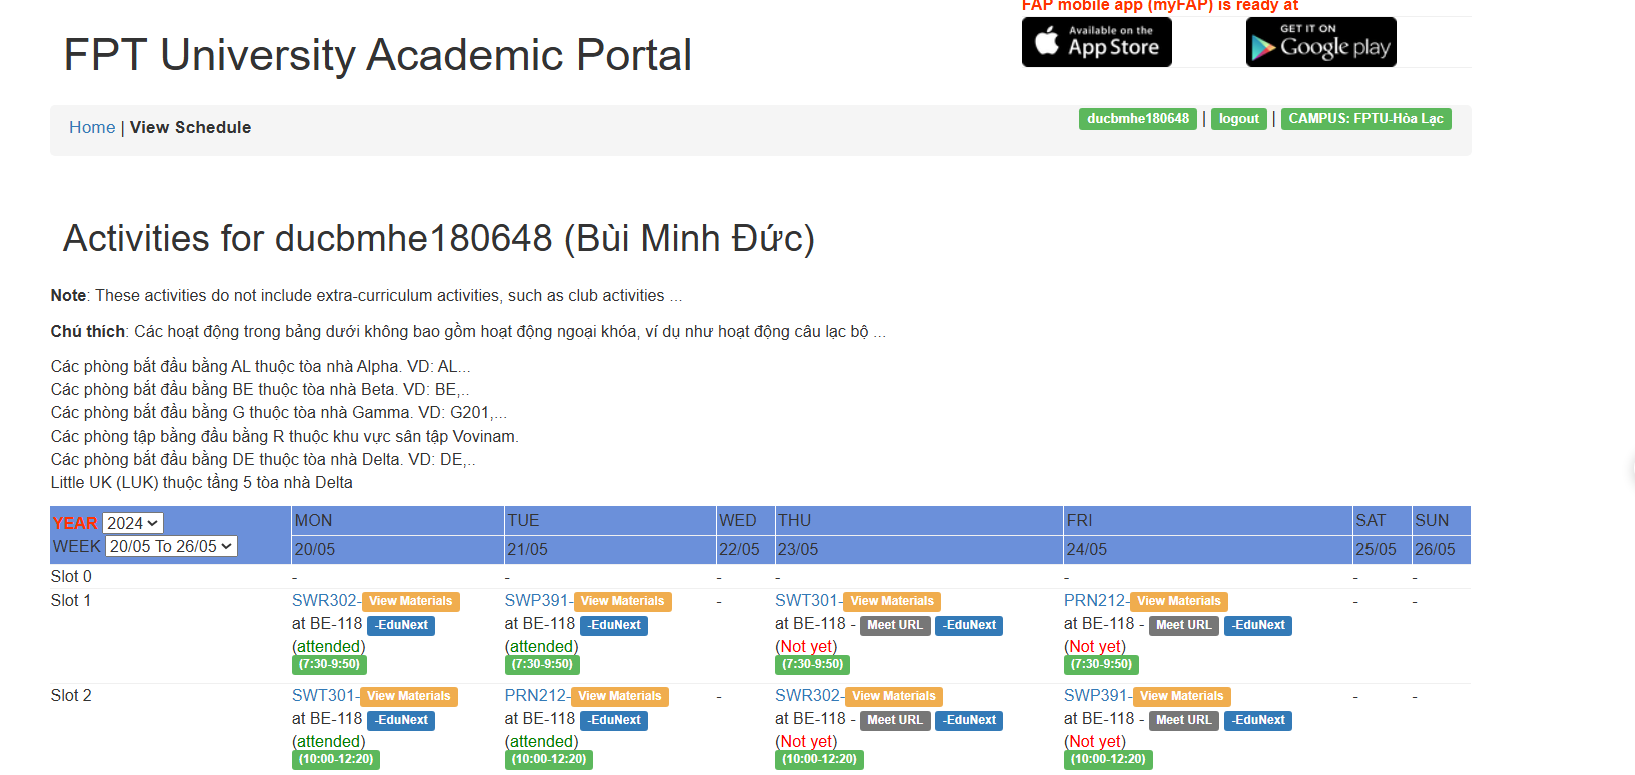 FAP mobile app (myFAP) is ready at
Available on the App Store
GET IT ON Google play
FPT University Academic Portal
Home | View Schedule
ducbmhe180648 | logout | CAMPUS: FPTU-Hòa Lạc
Activities for ducbmhe180648 (Bùi Minh Đức)
Note: These activities do not include extra-curriculum activities, such as club activities ...
Chú thích: Các hoạt động trong bảng dưới không bao gồm hoạt động ngoại khóa, ví dụ như hoạt động câu lạc bộ ...
Các phòng bắt đầu bằng AL thuộc tòa nhà Alpha. VD: AL...
Các phòng bắt đầu bằng BE thuộc tòa nhà Beta. VD: BE,..
Các phòng bắt đầu bằng G thuộc tòa nhà Gamma. VD: G201,...
Các phòng tập bằng đầu bằng R thuộc khu vực sân tập Vovinam.
Các phòng bắt đầu bằng DE thuộc tòa nhà Delta. VD: DE,..
Little UK (LUK) thuộc tầng 5 tòa nhà Delta
YEAR 2024 MON TUE WED THU FRI SAT SUN
WEEK 20/05 To 26/05 20/05 21/05 22/05 23/05 24/05 25/05 26/05
Slot 0 - - - - - - -
Slot 1 SWR302-View Materials SWP391-View Materials - SWT301-View Materials PRN212-View Materials - -
at BE-118 -EduNext at BE-118 -EduNext at BE-118 - Meet URL -EduNext at BE-118 - Meet URL -EduNext
(attended) (attended) (Not yet) (Not yet)
(7:30-9:50) (7:30-9:50) (7:30-9:50) (7:30-9:50)
Slot 2 SWT301-View Materials PRN212-View Materials - SWR302-View Materials SWP391-View Materials - -
at BE-118 -EduNext at BE-118 -EduNext at BE-118 - Meet URL -EduNext at BE-118 - Meet URL -EduNext
(attended) (attended) (Not yet) (Not yet)
(10:00-12:20) (10:00-12:20) (10:00-12:20) (10:00-12:20)